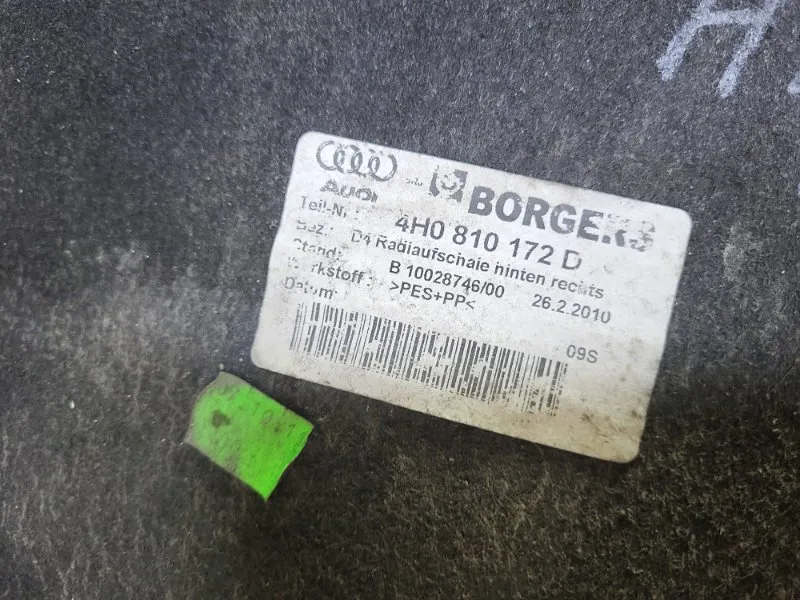 H
AUDI
BORGERS
Teil-Nr.: 4H0 810 172 D
Bez.: D4 Radlaufschale hinten rechts
Stand: B 10028746/00 26.2.2010
Werkstoff: >PES+PP<
Datum:
09S